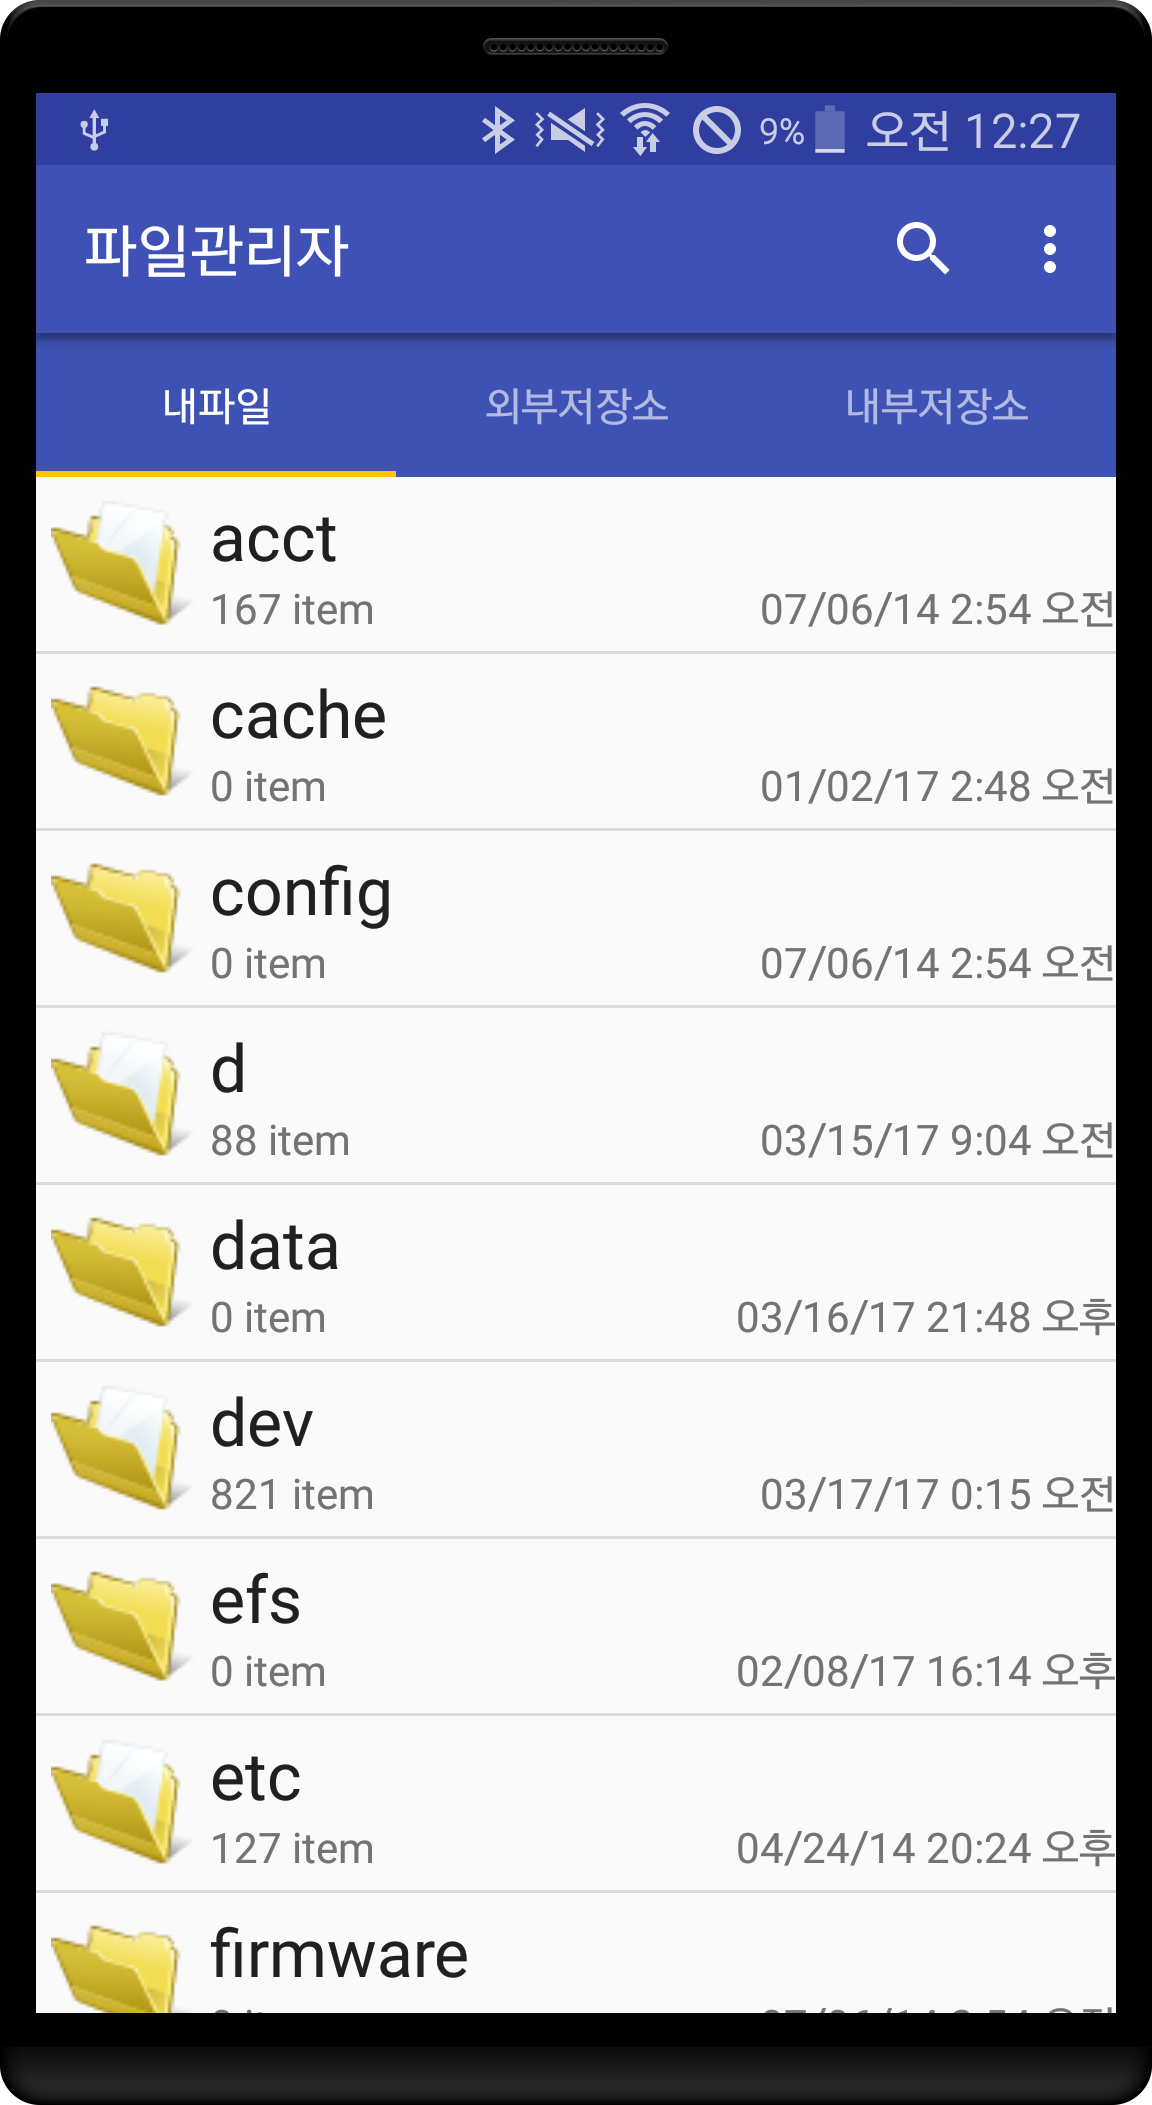 9% 오전 12:27
파일관리자
내파일 외부저장소 내부저장소
acct
167 item 07/06/14 2:54 오전
cache
0 item 01/02/17 2:48 오전
config
0 item 07/06/14 2:54 오전
d
88 item 03/15/17 9:04 오전
data
0 item 03/16/17 21:48 오후
dev
821 item 03/17/17 0:15 오전
efs
0 item 02/08/17 16:14 오후
etc
127 item 04/24/14 20:24 오후
firmware